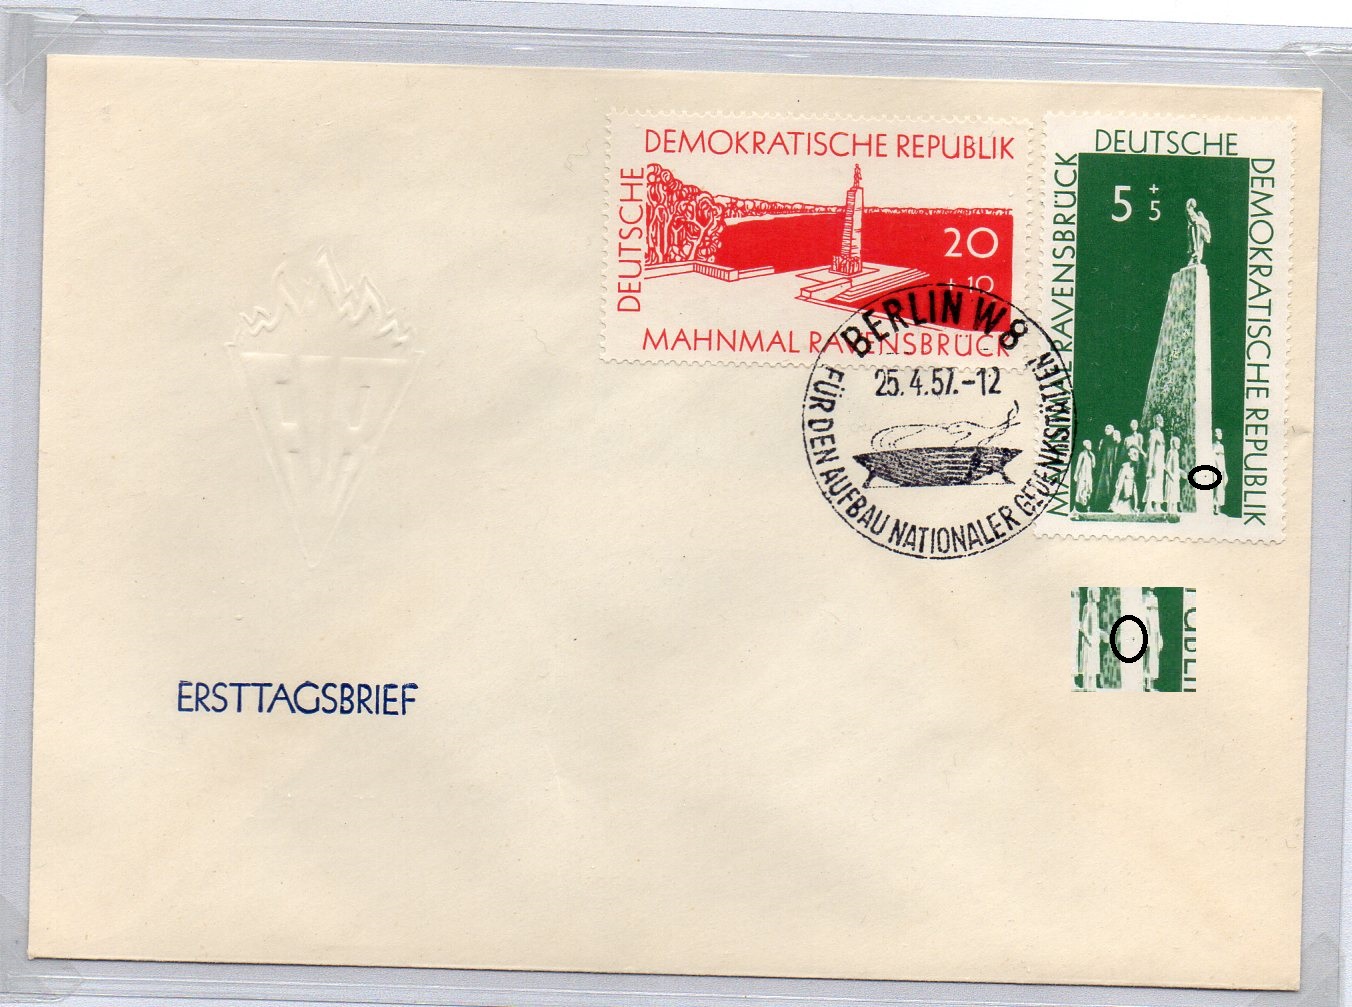 DEMOKRATISCHE REPUBLIK
DEUTSCHE
20
+ 10
MAHNMAL RAVENSBRÜCK
DEUTSCHE
DEMOKRATISCHE REPUBLIK
MAHNMAL RAVENSBRÜCK
5 + 5
BERLIN W 8
25.4.57.-12
FÜR DEN AUFBAU NATIONALER GEDENKSTÄTTEN
ERSTTAGSBRIEF